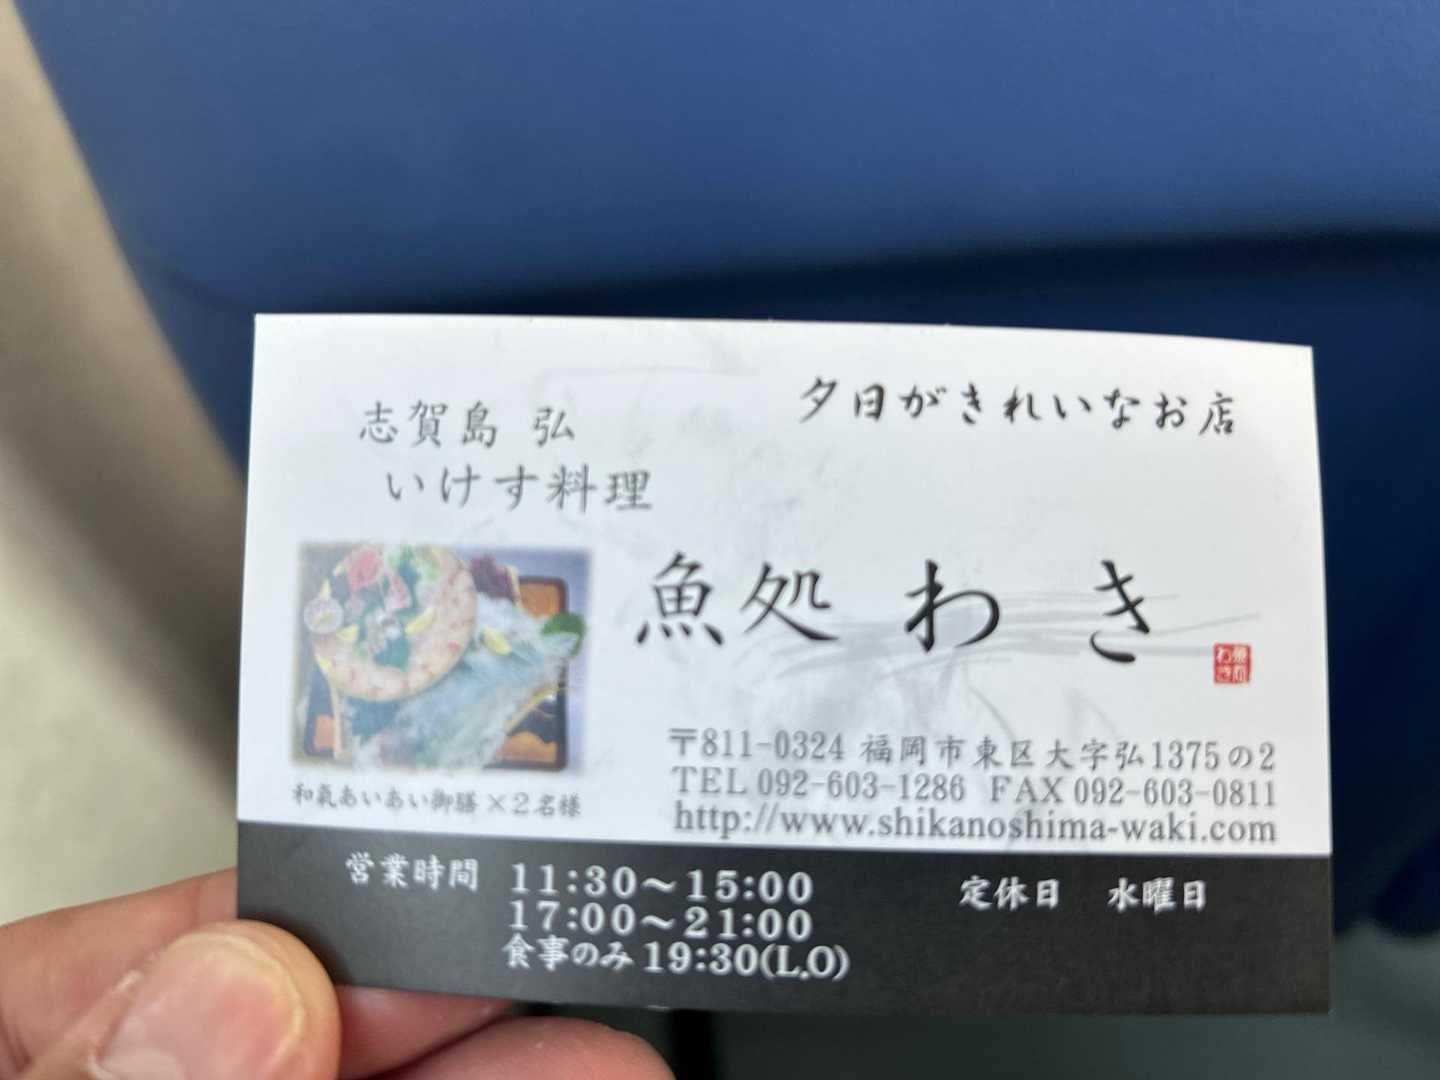 夕日がきれいなお店
志賀島 弘
いけす料理
魚処 わき
和氣あいあい御膳×2名様
〒811-0324 福岡市東区大字弘1375の2
TEL 092-603-1286 FAX 092-603-0811
http://www.shikanoshima-waki.com
営業時間 11:30～15:00
17:00～21:00
食事のみ 19:30(L.O)
定休日 水曜日